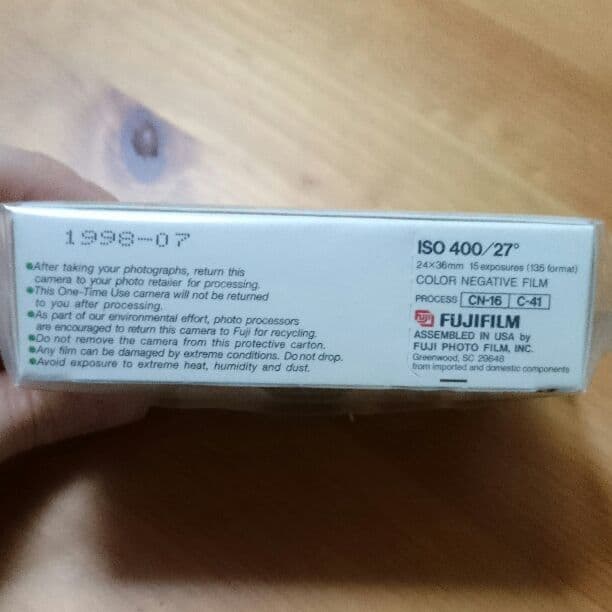 1998-07
●After taking your photographs, return this
camera to your photo retailer for processing.
●This One-Time Use camera will not be returned
to you after processing.
●As part of our environmental effort, photo processors
are encouraged to return this camera to Fuji for recycling.
●Do not remove the camera from this protective carton.
●Any film can be damaged by extreme conditions. Do not drop.
●Avoid exposure to extreme heat, humidity and dust.
ISO 400/27°
24×36mm 15 exposures (135 format)
COLOR NEGATIVE FILM
PROCESS CN-16 C-41
FUJI FUJIFILM
ASSEMBLED IN USA by
FUJI PHOTO FILM, INC.
Greenwood, SC 29648
from imported and domestic components